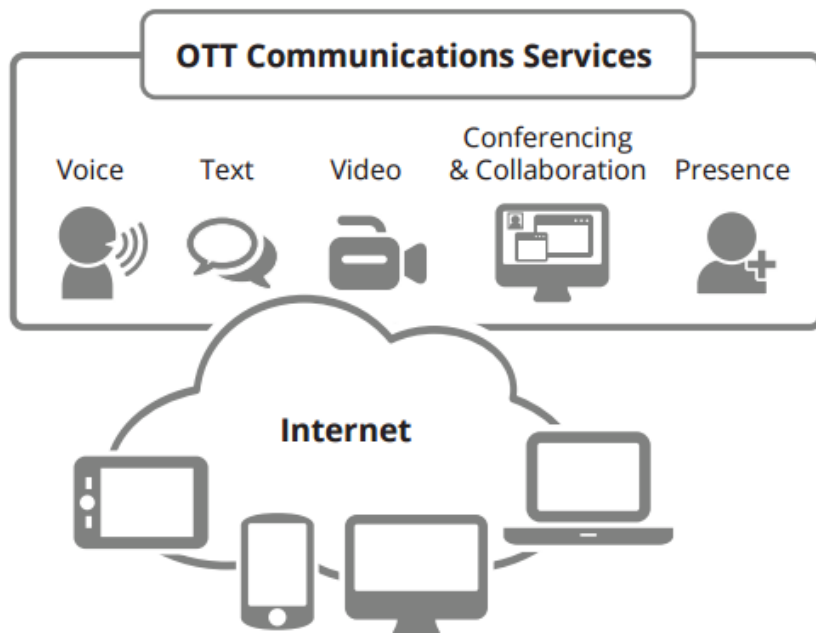 OTT Communications Services
Voice
Text
Video
Conferencing
& Collaboration
Presence
Internet